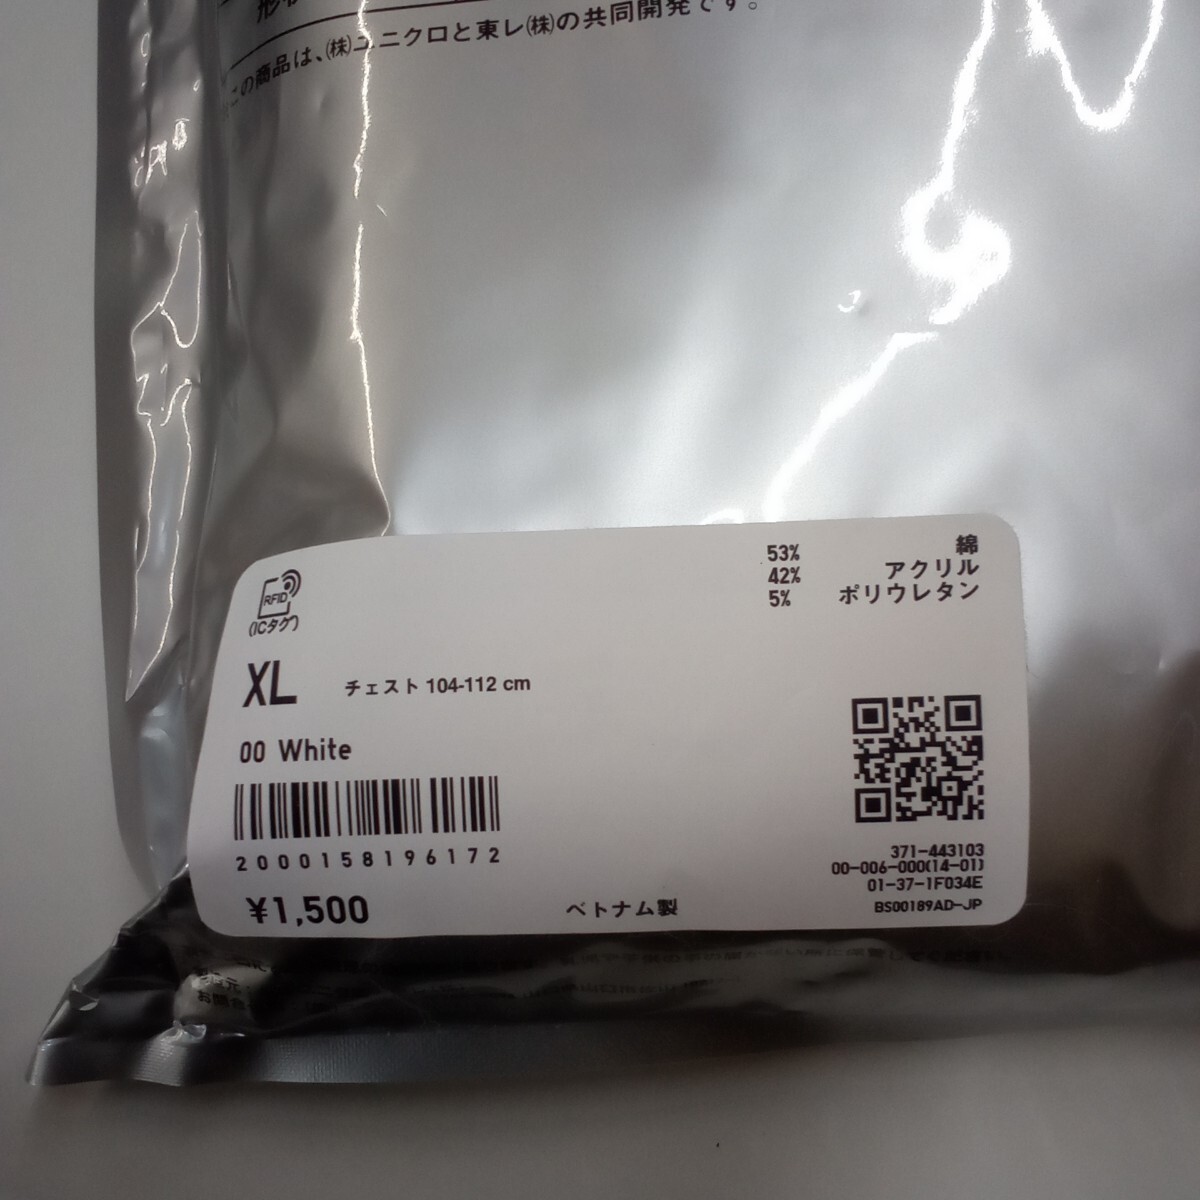 この商品は、㈱ユニクロと東レ㈱の共同開発です。
53% 綿
42% アクリル
5% ポリウレタン
RFID
(ICタグ)
XL チェスト 104-112 cm
00 White
2000158196172
¥1,500
ベトナム製
371-443103
00-006-000(14-01)
01-37-1F034E
BS00189AD-JP